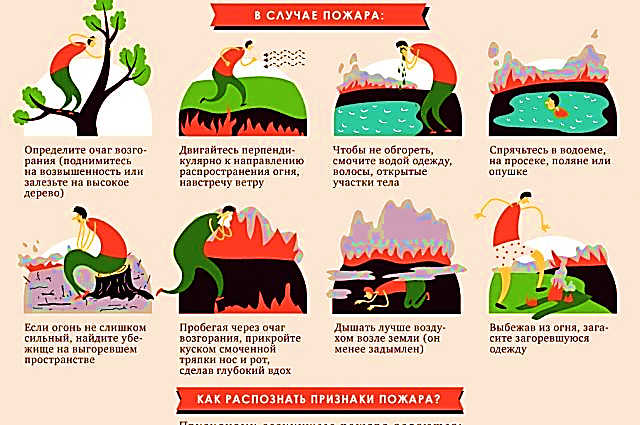 В СЛУЧАЕ ПОЖАРА:
Определите очаг возго-
рания (поднимитесь
на возвышенность или
залезьте на высокое
дерево)
Двигайтесь перпенди-
кулярно к направлению
распространения огня,
навстречу ветру
Чтобы не обгореть,
смочите водой одежду,
волосы, открытые
участки тела
Спрячьтесь в водоеме,
на просеке, поляне или
опушке
Если огонь не слишком
сильный, найдите убе-
жище на выгоревшем
пространстве
Пробегая через очаг
возгорания, прикройте
куском смоченной
тряпки нос и рот,
сделав глубокий вдох
Дышать лучше возду-
хом возле земли (он
менее задымлен)
Выбежав из огня, зага-
сите загоревшуюся
одежду
КАК РАСПОЗНАТЬ ПРИЗНАКИ ПОЖАРА?